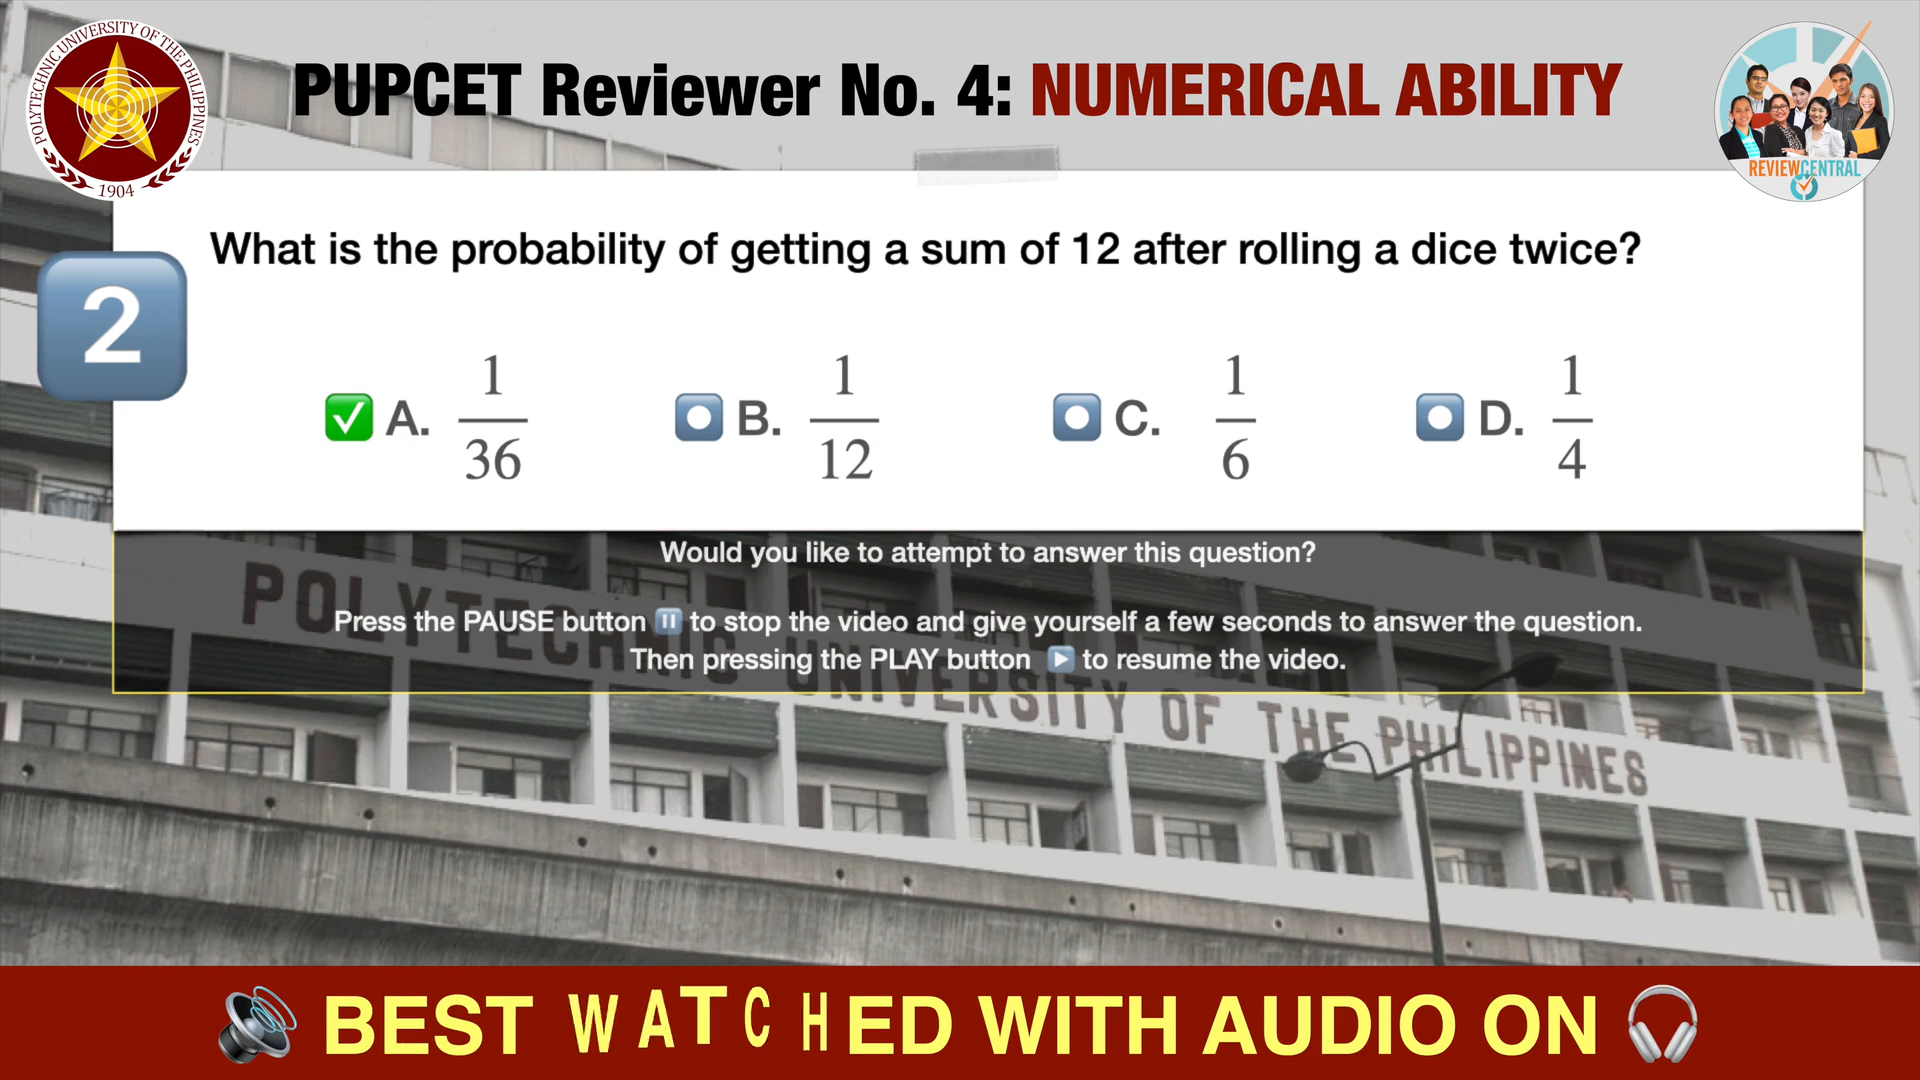 POLYTECHNIC UNIVERSITY OF THE PHILIPPINES
1904
PUPCET Reviewer No. 4: NUMERICAL ABILITY
REVIEWCENTRAL
2
What is the probability of getting a sum of 12 after rolling a dice twice?
A. 1/36 B. 1/12 C. 1/6 D. 1/4
Would you like to attempt to answer this question?
Press the PAUSE button to stop the video and give yourself a few seconds to answer the question.
Then pressing the PLAY button to resume the video.
POLYTECHNIC UNIVERSITY OF THE PHILIPPINES
BEST WATCHED WITH AUDIO ON